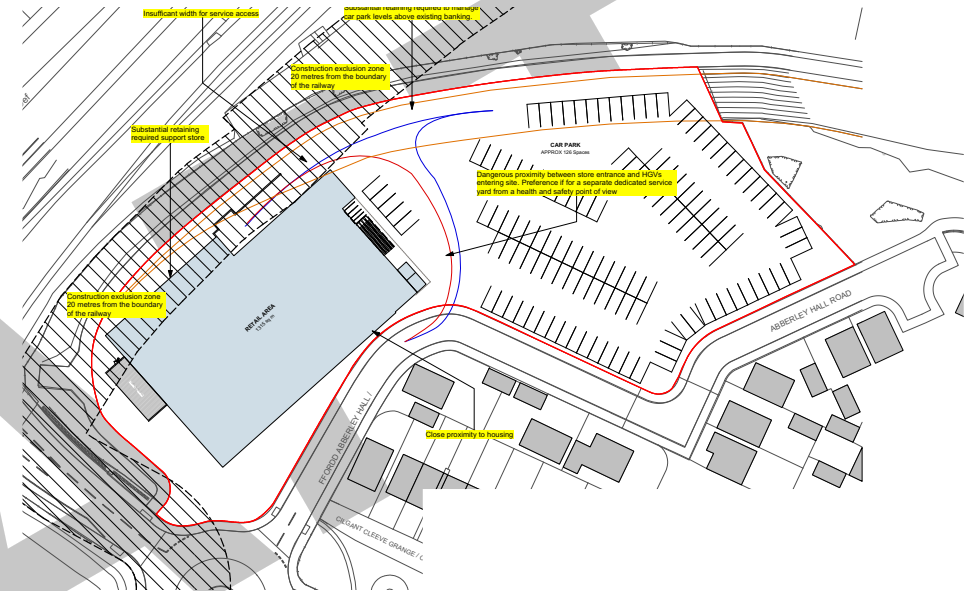 Insufficant width for service access
Substantial retaining required to manage
car park levels above existing banking.
Construction exclusion zone
20 metres from the boundary
of the railway
Substantial retaining
required support store
CAR PARK
APPROX 126 Spaces
Dangerous proximity between store entrance and HGVs
entering site. Preference if for a separate dedicated service
yard from a health and safety point of view
Construction exclusion zone
20 metres from the boundary
of the railway
RETAIL AREA
1315 sq m
ABBERLEY HALL ROAD
Close proximity to housing
FFORDD ABBERLEY HALL /
CILGANT CLEEVE GRANGE /